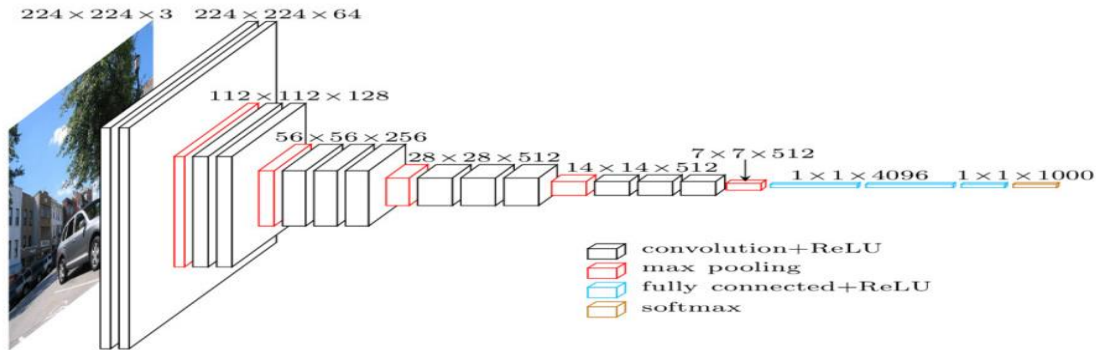 224 × 224 × 3
224 × 224 × 64
112 × 112 × 128
56 × 56 × 256
28 × 28 × 512
14 × 14 × 512
7 × 7 × 512
1 × 1 × 4096
1 × 1 × 1000
convolution+ReLU
max pooling
fully connected+ReLU
softmax